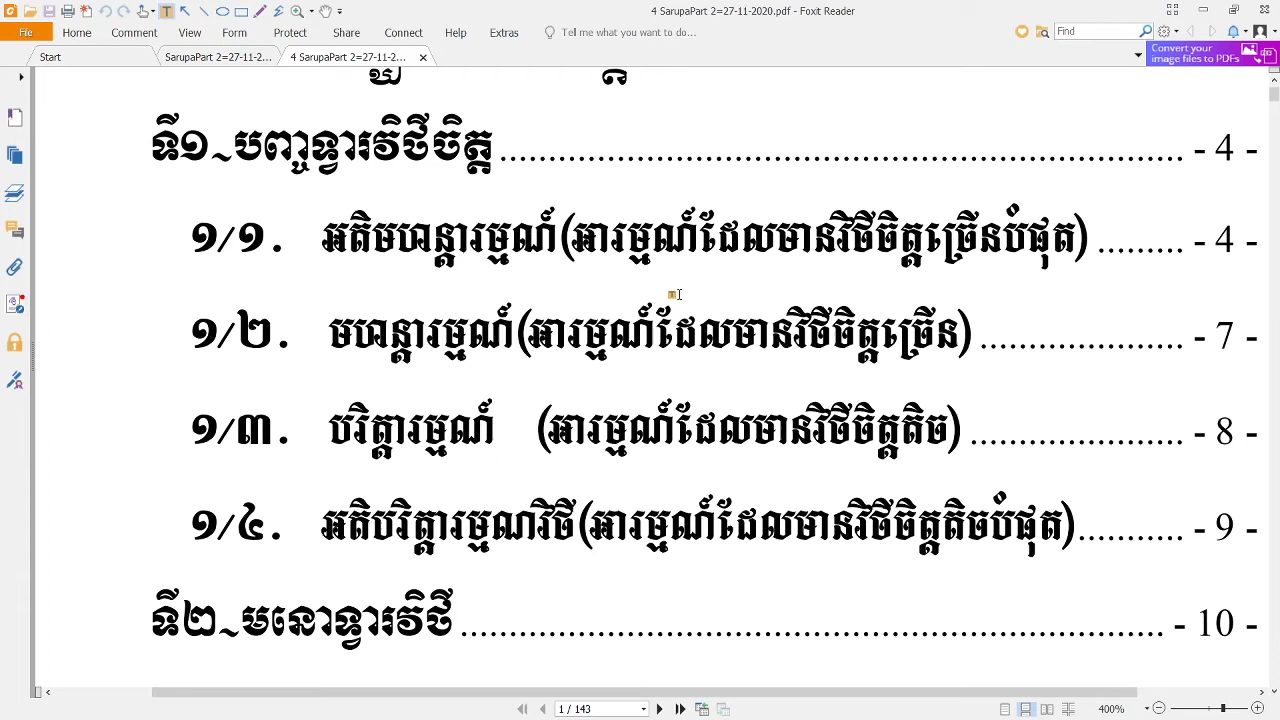 4 SarupaPart 2=27-11-2020.pdf - Foxit Reader
File Home Comment View Form Protect Share Connect Help Extras Tell me what you want to do... Find
Start SarupaPart 2=27-11-2... 4 SarupaPart 2=27-11-2... Convert your image files to PDFs
ទី១~បញ្ចទ្វារវិថីចិត្ត ........ - 4 -
១/១. អតិមហន្តារម្មណ៍(អារម្មណ៍ដែលមានវិថីចិត្តច្រើនបំផុត) ........ - 4 -
១/២. មហន្តារម្មណ៍(អារម្មណ៍ដែលមានវិថីចិត្តច្រើន) ........ - 7 -
១/៣. បរិត្តារម្មណ៍ (អារម្មណ៍ដែលមានវិថីចិត្តតិច) ........ - 8 -
១/៤. អតិបរិត្តារម្មណវិថី(អារម្មណ៍ដែលមានវិថីចិត្តតិចបំផុត) ........ - 9 -
ទី២~មនោទ្វារវិថី ........ - 10 -
1 / 143 400%